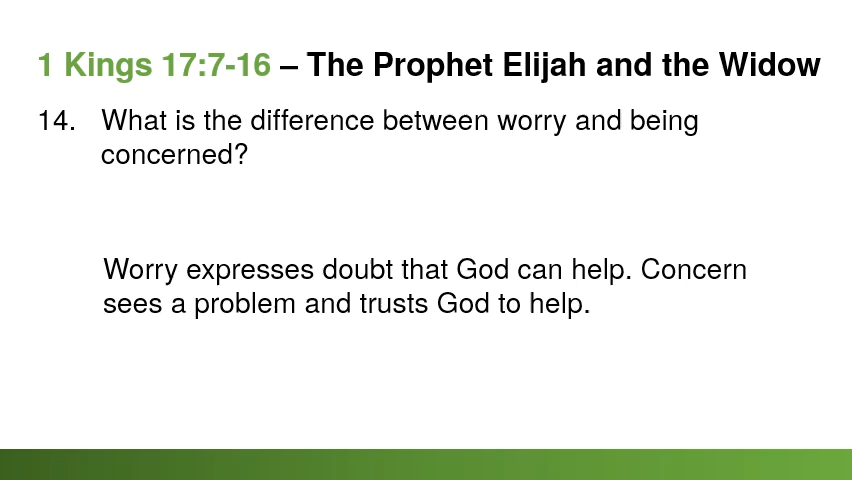 1 Kings 17:7-16 – The Prophet Elijah and the Widow
14. What is the difference between worry and being
concerned?
Worry expresses doubt that God can help. Concern
sees a problem and trusts God to help.